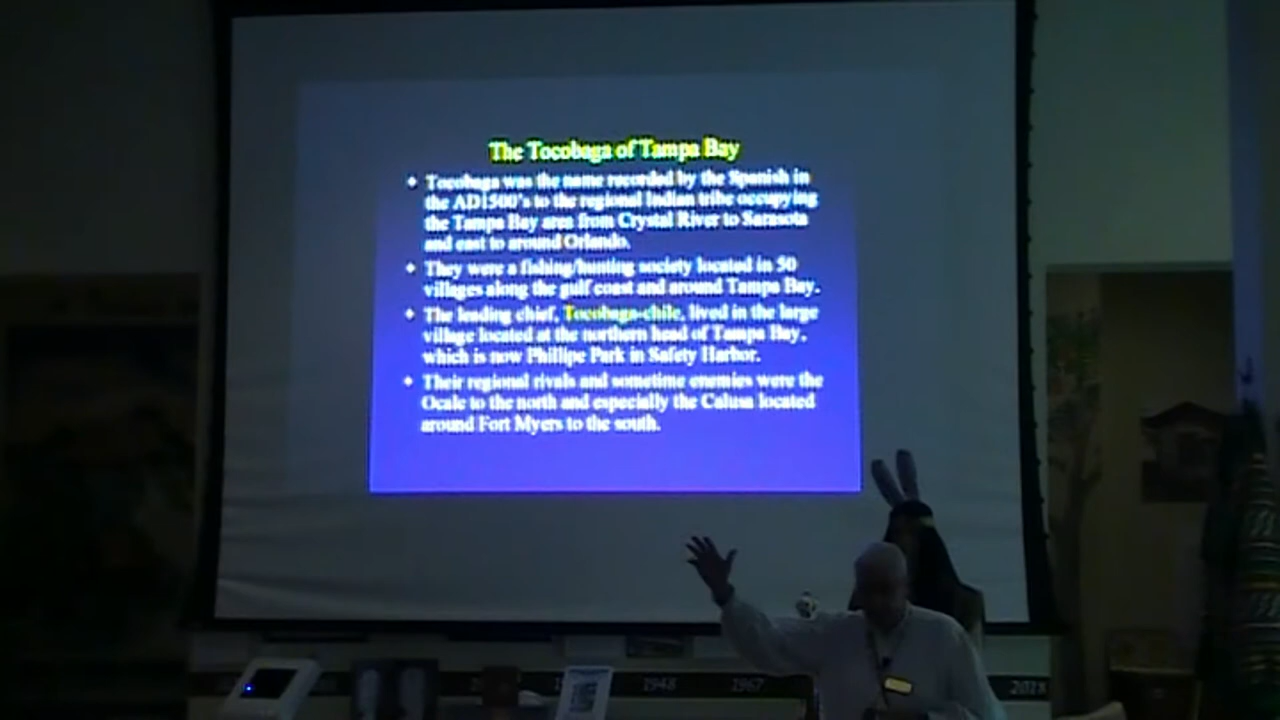 The Tocobaga of Tampa Bay
• Tocobaga was the name recorded by the Spanish in
the AD1500's to the regional Indian tribe occupying
the Tampa Bay area from Crystal River to Sarasota
and east to around Orlando.
• They were a fishing/hunting society located in 50
villages along the gulf coast and around Tampa Bay.
• The leading chief, Tocobaga-chile, lived in the large
village located at the northern head of Tampa Bay,
which is now Phillipe Park in Safety Harbor.
• Their regional rivals and sometime enemies were the
Ocale to the north and especially the Calusa located
around Fort Myers to the south.
1948 1967